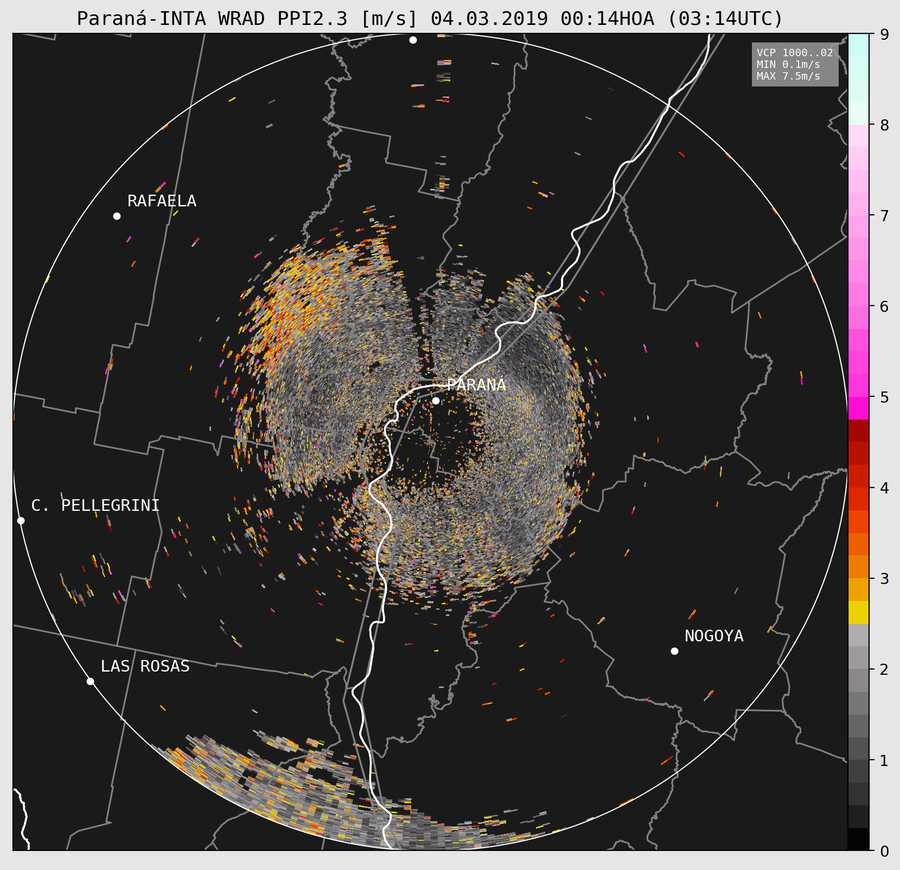 Paraná-INTA WRAD PPI2.3 [m/s] 04.03.2019 00:14HOA (03:14UTC)
VCP 1000..02
MIN 0.1m/s
MAX 7.5m/s
RAFAELA
PARANA
C. PELLEGRINI
NOGOYA
LAS ROSAS
9
8
7
6
5
4
3
2
1
0